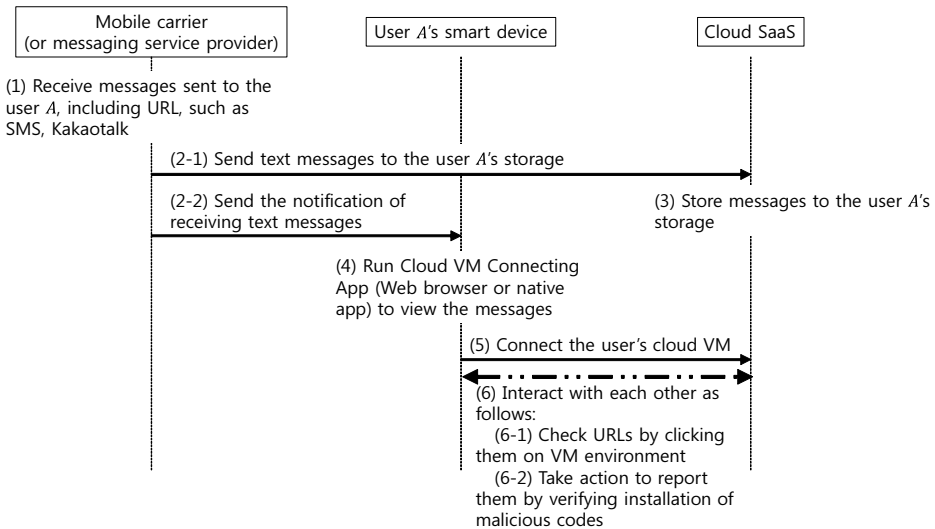 Mobile carrier
(or messaging service provider)
User A's smart device
Cloud SaaS
(1) Receive messages sent to the
user A, including URL, such as
SMS, Kakaotalk
(2-1) Send text messages to the user A's storage
(2-2) Send the notification of
receiving text messages
(3) Store messages to the user A's
storage
(4) Run Cloud VM Connecting
App (Web browser or native
app) to view the messages
(5) Connect the user's cloud VM
(6) Interact with each other as
follows:
(6-1) Check URLs by clicking
them on VM environment
(6-2) Take action to report
them by verifying installation of
malicious codes